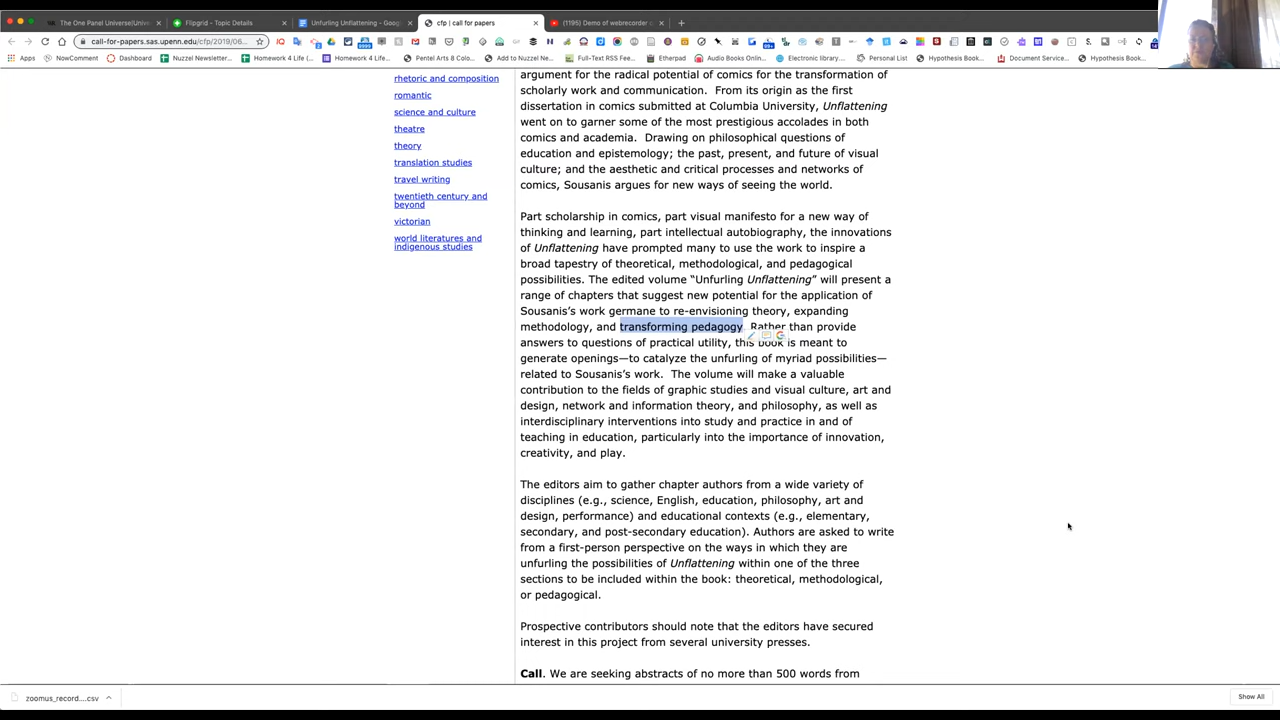 The One Panel Universe/Univer
Flipgrid - Topic Details
Unfurling Unflattening - Goog
cfp | call for papers
(1195) Demo of webrecorder c
call-for-papers.sas.upenn.edu/cfp/2019/06...
Apps
NowComment
Dashboard
Nuzzel Newsletter...
Homework 4 Life (...
Homework 4 Life...
Pentel Arts 8 Colo...
Add to Nuzzel Ne...
Full-Text RSS Fee...
Etherpad
Audio Books Onlin...
Electronic library...
Personal List
Hypothesis Book...
Document Service...
Hypothesis Book...
rhetoric and composition
romantic
science and culture
theatre
theory
translation studies
travel writing
twentieth century and
beyond
victorian
world literatures and
indigenous studies
argument for the radical potential of comics for the transformation of
scholarly work and communication.  From its origin as the first
dissertation in comics submitted at Columbia University, Unflattening
went on to garner some of the most prestigious accolades in both
comics and academia.  Drawing on philosophical questions of
education and epistemology; the past, present, and future of visual
culture; and the aesthetic and critical processes and networks of
comics, Sousanis argues for new ways of seeing the world.
Part scholarship in comics, part visual manifesto for a new way of
thinking and learning, part intellectual autobiography, the innovations
of Unflattening have prompted many to use the work to inspire a
broad tapestry of theoretical, methodological, and pedagogical
possibilities. The edited volume “Unfurling Unflattening” will present a
range of chapters that suggest new potential for the application of
Sousanis’s work germane to re-envisioning theory, expanding
methodology, and transforming pedagogy. Rather than provide
answers to questions of practical utility, this book is meant to
generate openings—to catalyze the unfurling of myriad possibilities—
related to Sousanis’s work.  The volume will make a valuable
contribution to the fields of graphic studies and visual culture, art and
design, network and information theory, and philosophy, as well as
interdisciplinary interventions into study and practice in and of
teaching in education, particularly into the importance of innovation,
creativity, and play.
The editors aim to gather chapter authors from a wide variety of
disciplines (e.g., science, English, education, philosophy, art and
design, performance) and educational contexts (e.g., elementary,
secondary, and post-secondary education). Authors are asked to write
from a first-person perspective on the ways in which they are
unfurling the possibilities of Unflattening within one of the three
sections to be included within the book: theoretical, methodological,
or pedagogical.
Prospective contributors should note that the editors have secured
interest in this project from several university presses.
Call. We are seeking abstracts of no more than 500 words from
zoomus_record....csv
Show All